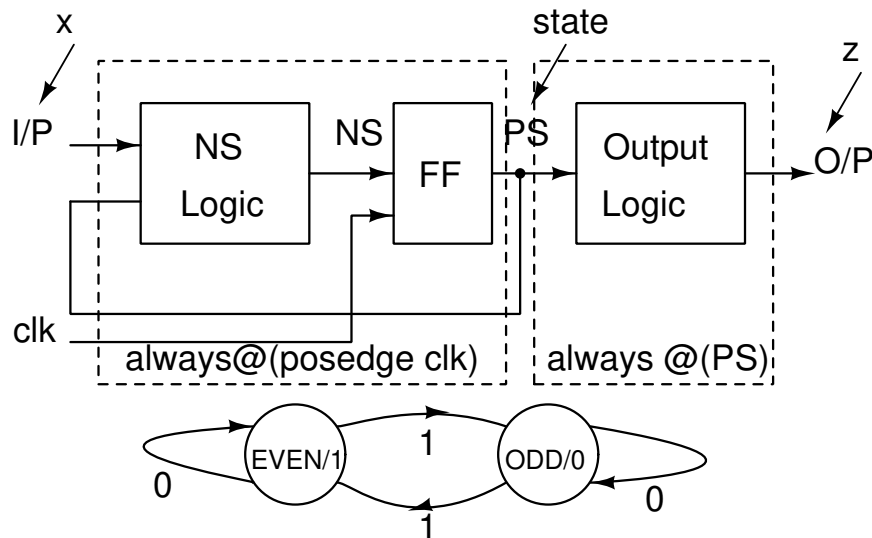 x
state
z
I/P
NS
Logic
NS
FF
PS
Output
Logic
O/P
clk
always@(posedge clk)
always @(PS)
0
EVEN/1
1
1
ODD/0
0